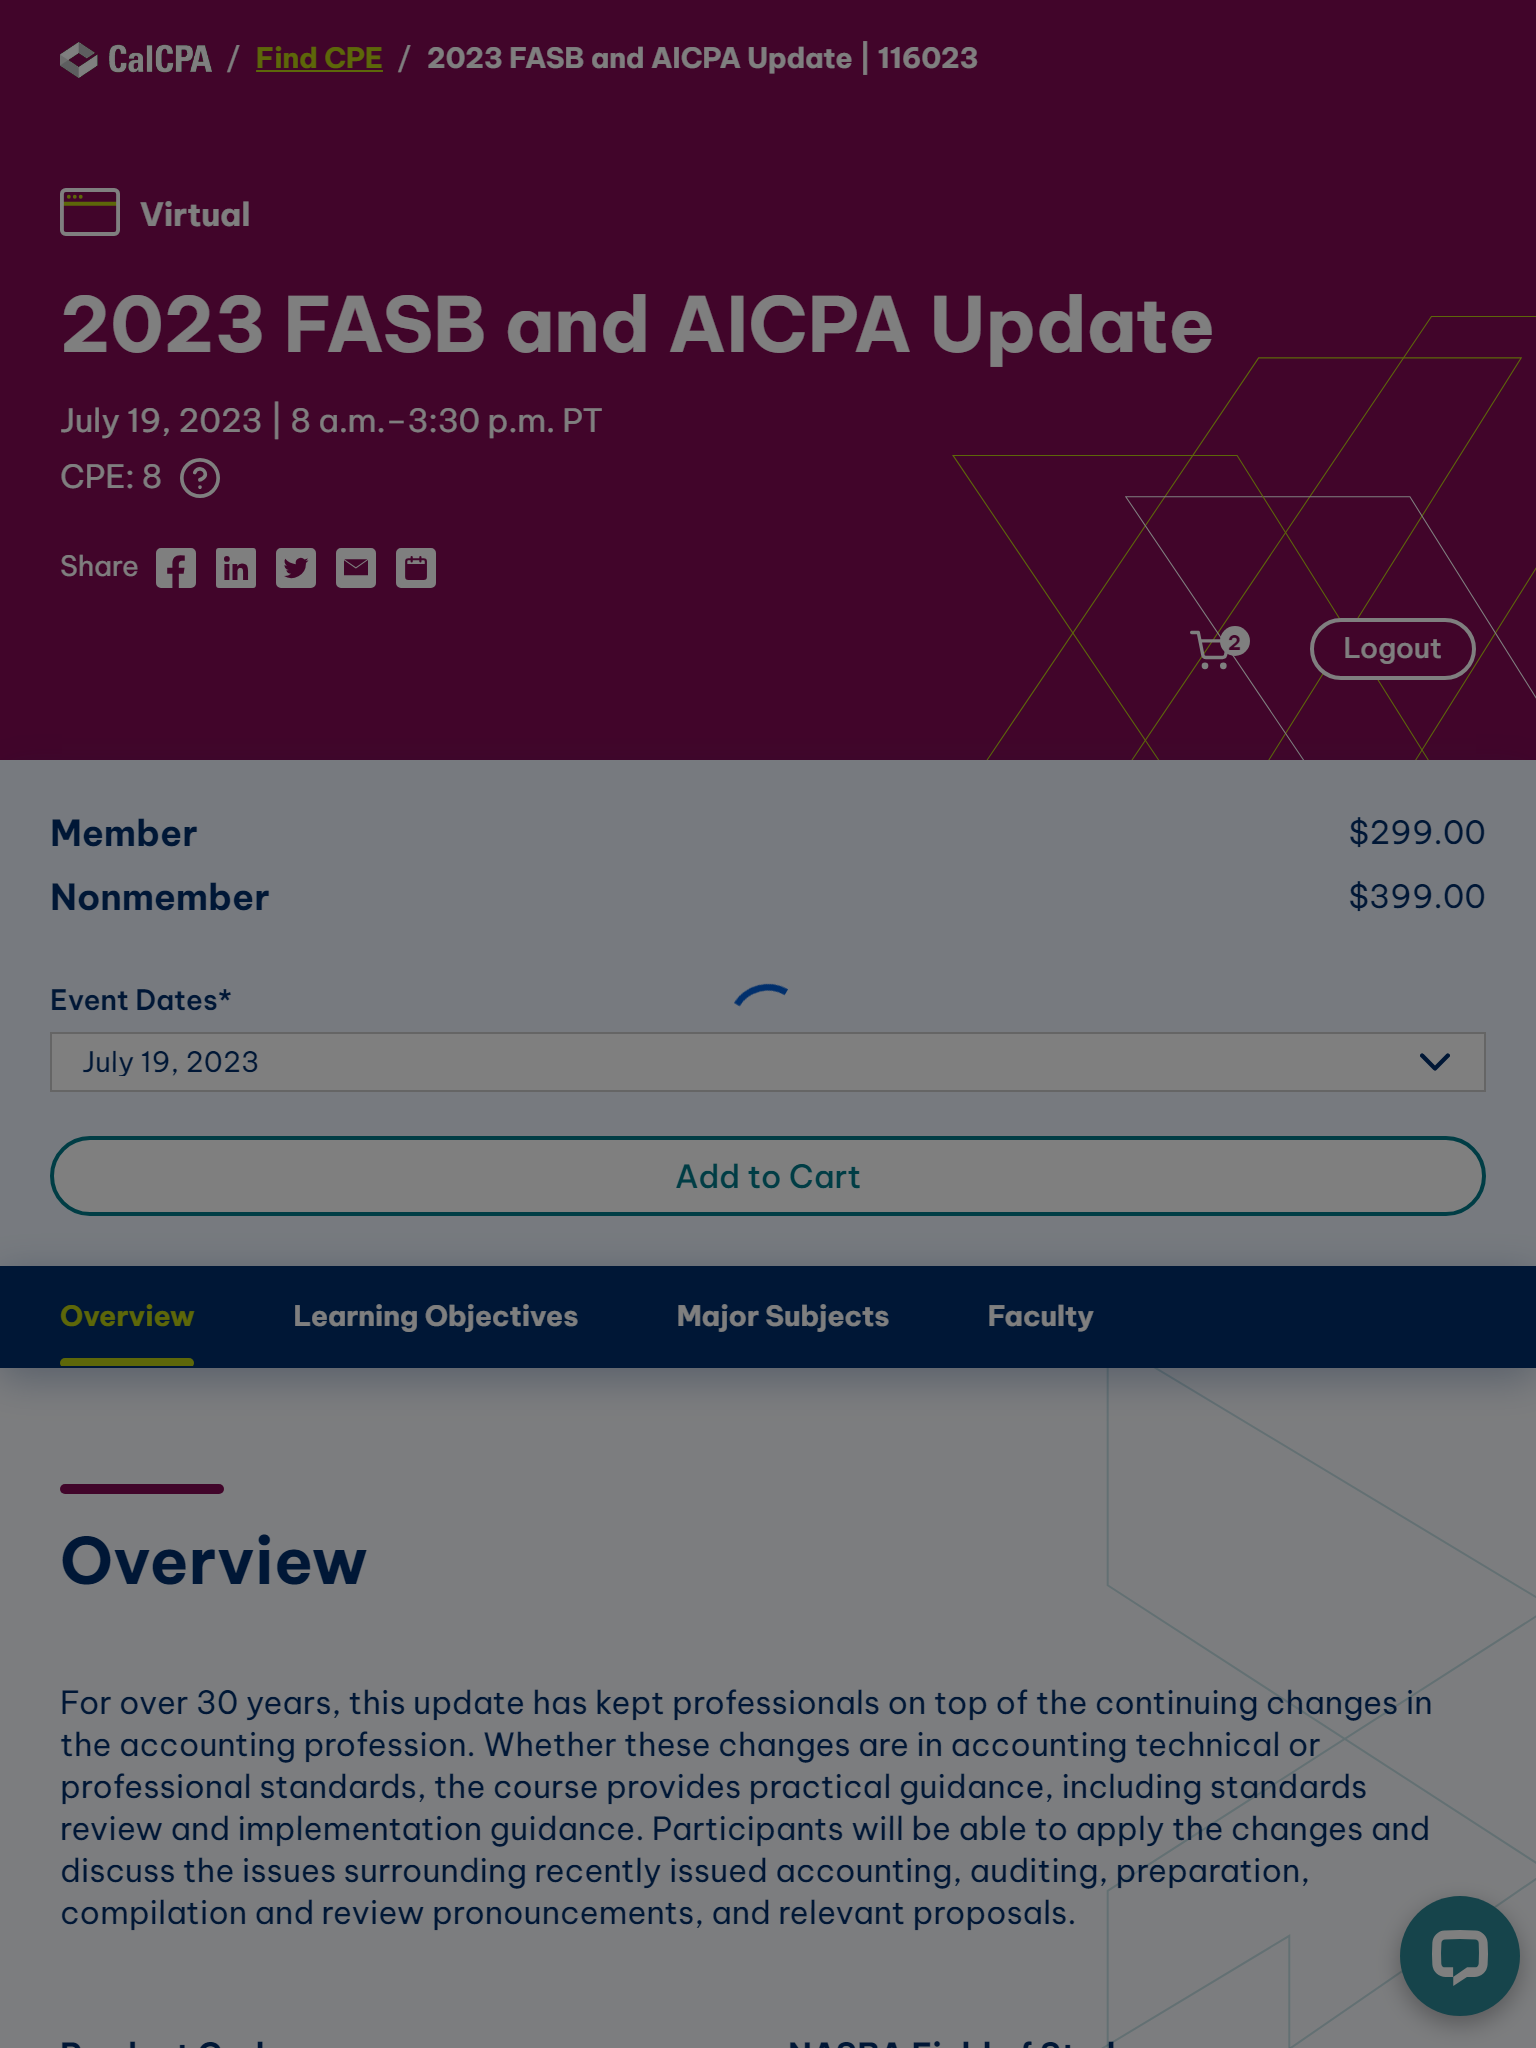 CalCPA / Find CPE / 2023 FASB and AICPA Update | 116023
Virtual
2023 FASB and AICPA Update
July 19, 2023 | 8 a.m.–3:30 p.m. PT
CPE: 8 ?
Share
2
Logout
Member $299.00
Nonmember $399.00
Event Dates*
July 19, 2023
Add to Cart
Overview Learning Objectives Major Subjects Faculty
Overview
For over 30 years, this update has kept professionals on top of the continuing changes in
the accounting profession. Whether these changes are in accounting technical or
professional standards, the course provides practical guidance, including standards
review and implementation guidance. Participants will be able to apply the changes and
discuss the issues surrounding recently issued accounting, auditing, preparation,
compilation and review pronouncements, and relevant proposals.